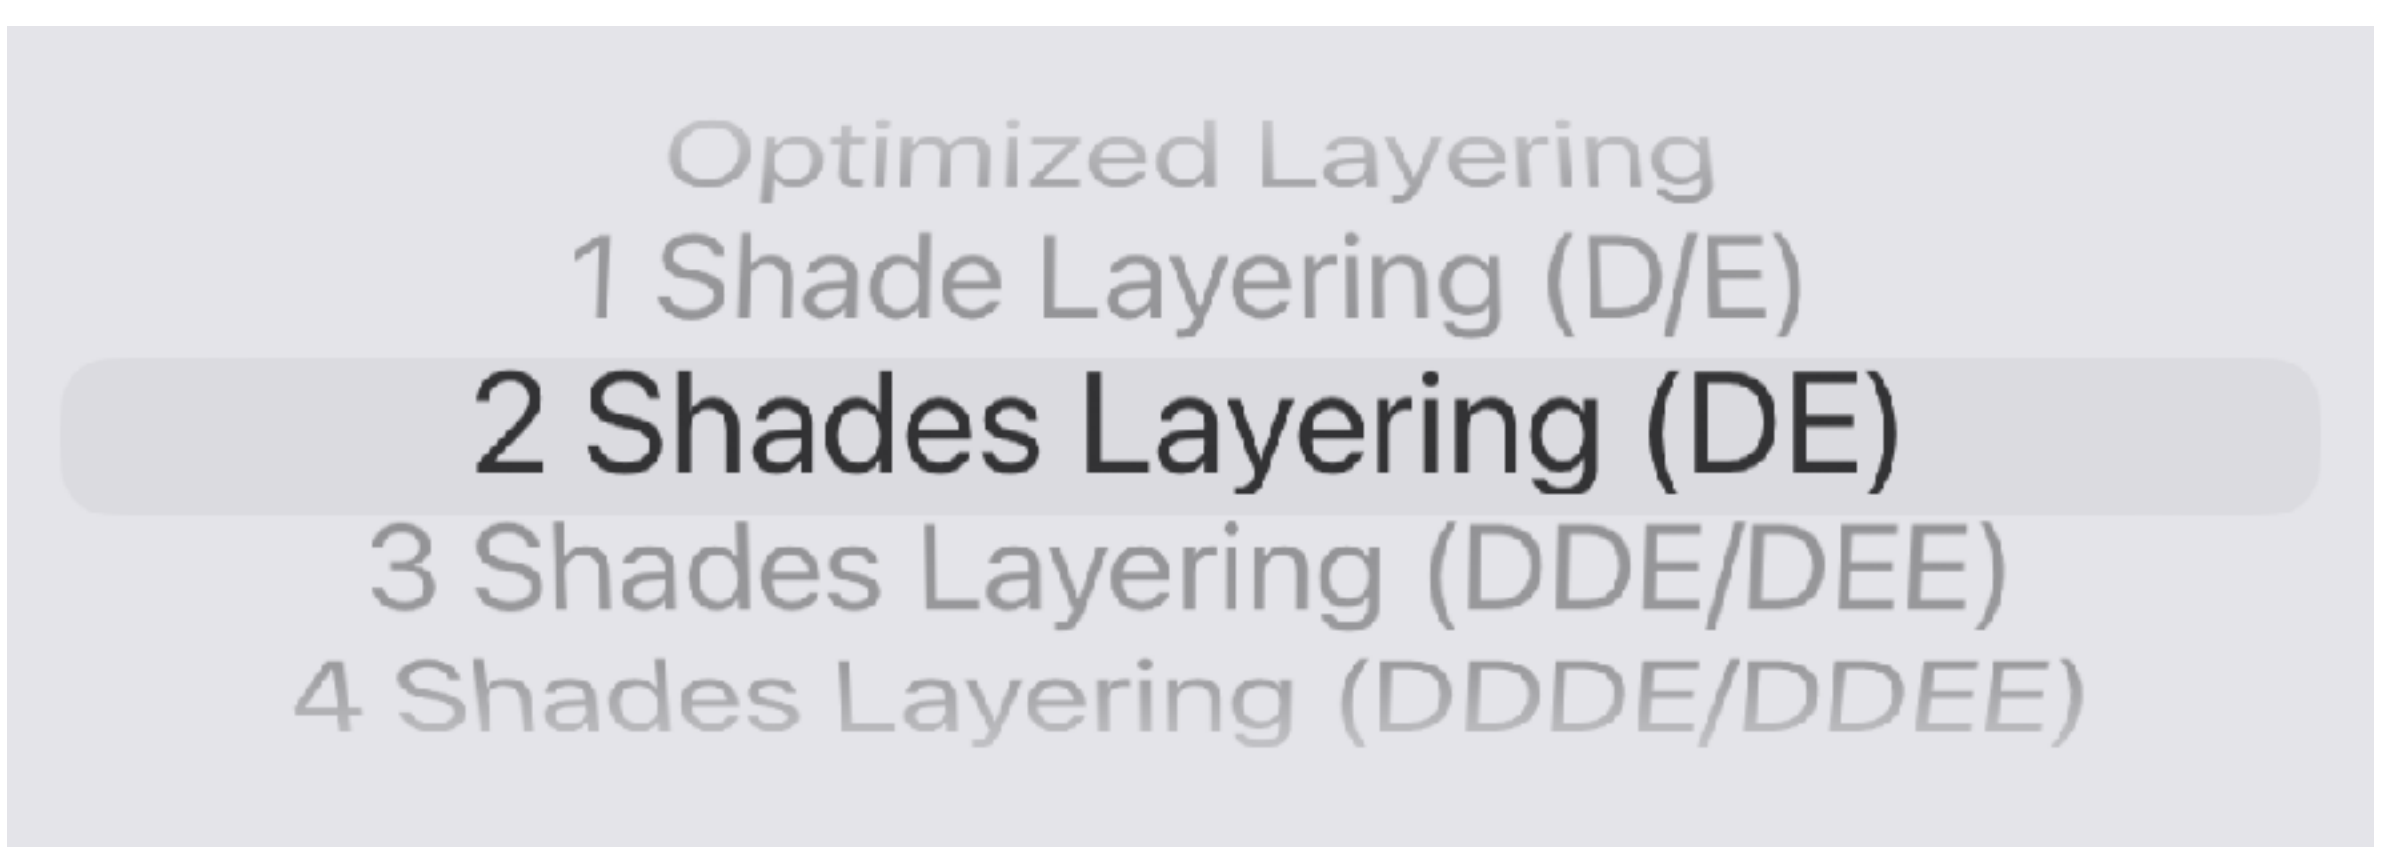 Optimized Layering
1 Shade Layering (D/E)
2 Shades Layering (DE)
3 Shades Layering (DDE/DEE)
4 Shades Layering (DDDE/DDEE)